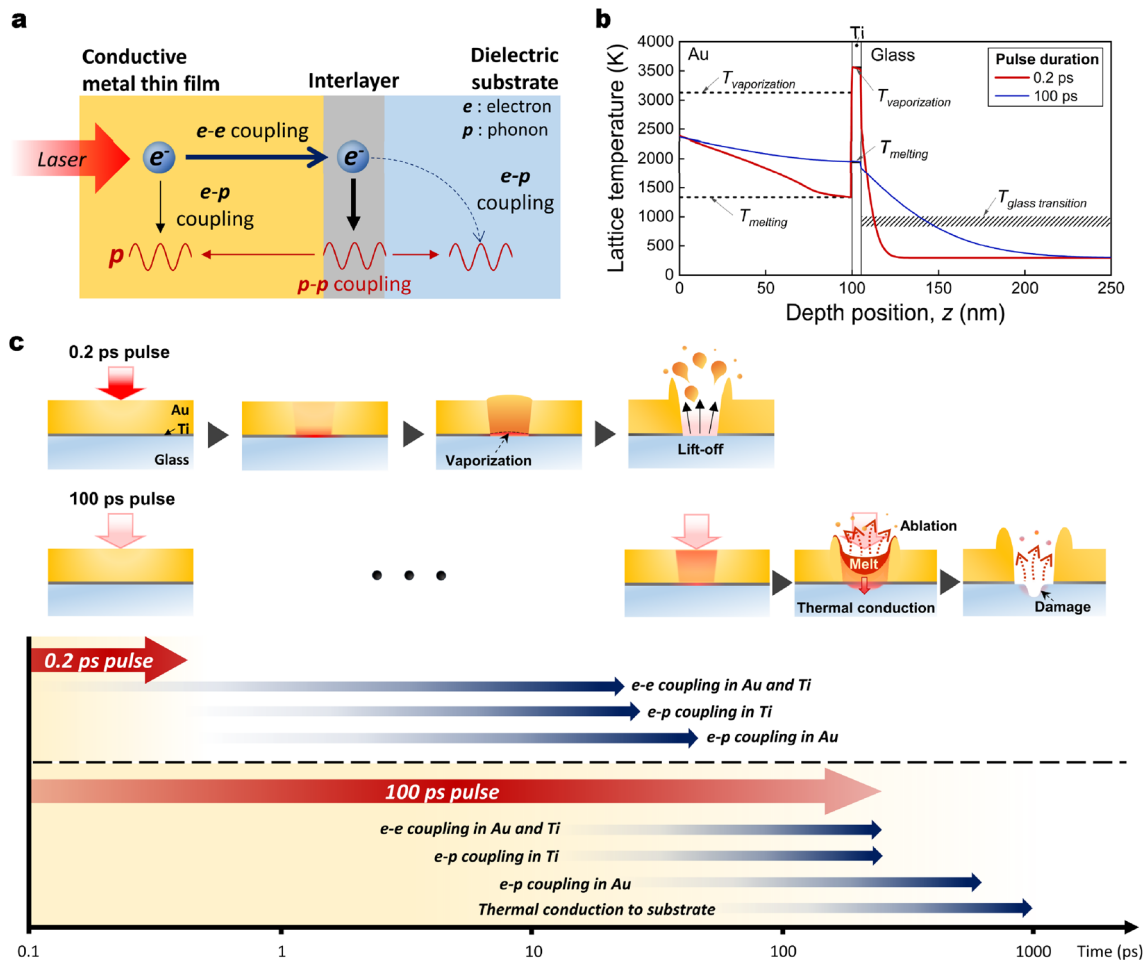 a
Conductive
metal thin film
Interlayer
Dielectric
substrate
e : electron
p : phonon
Laser
e-
e-e coupling
e-
e-p
coupling
e-p
coupling
p
p-p coupling
b
Ti
Au
Glass
Pulse duration
0.2 ps
100 ps
Tvaporization
Tvaporization
Tmelting
Tmelting
Tglass transition
Lattice temperature (K)
4000
3500
3000
2500
2000
1500
1000
500
0
0
50
100
150
200
250
Depth position, z (nm)
c
0.2 ps pulse
Au
Ti
Glass
Vaporization
Lift-off
100 ps pulse
Ablation
Melt
Thermal conduction
Damage
0.2 ps pulse
e-e coupling in Au and Ti
e-p coupling in Ti
e-p coupling in Au
100 ps pulse
e-e coupling in Au and Ti
e-p coupling in Ti
e-p coupling in Au
Thermal conduction to substrate
0.1
1
10
100
1000
Time (ps)